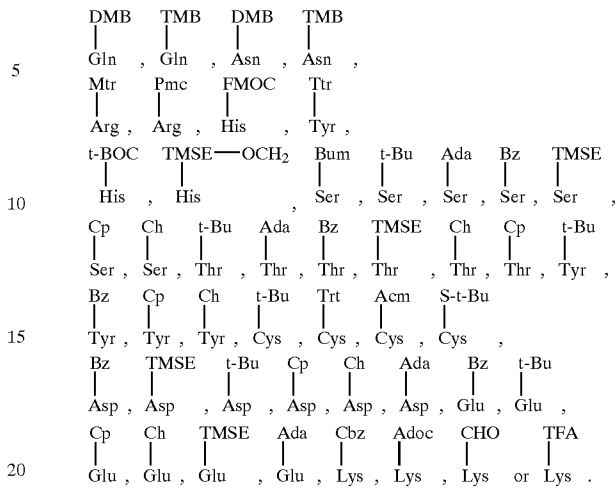 DMB TMB DMB TMB
5
Gln , Gln , Asn , Asn ,
Mtr Pmc FMOC Ttr
Arg , Arg , His , Tyr ,
t-BOC TMSE OCH2 Bum t-Bu Ada Bz TMSE
10 His , His , Ser , Ser , Ser , Ser , Ser ,
Cp Ch t-Bu Ada Bz TMSE Ch Cp t-Bu
Ser , Ser , Thr , Thr , Thr , Thr , Thr , Thr , Tyr ,
Bz Cp Ch t-Bu Trt Acm S-t-Bu
15 Tyr , Tyr , Tyr , Cys , Cys , Cys , Cys ,
Bz TMSE t-Bu Cp Ch Ada Bz t-Bu
Asp , Asp , Asp , Asp , Asp , Asp , Glu , Glu ,
Cp Ch TMSE Ada Cbz Adoc CHO TFA
20 Glu , Glu , Glu , Glu , Lys , Lys , Lys or Lys .